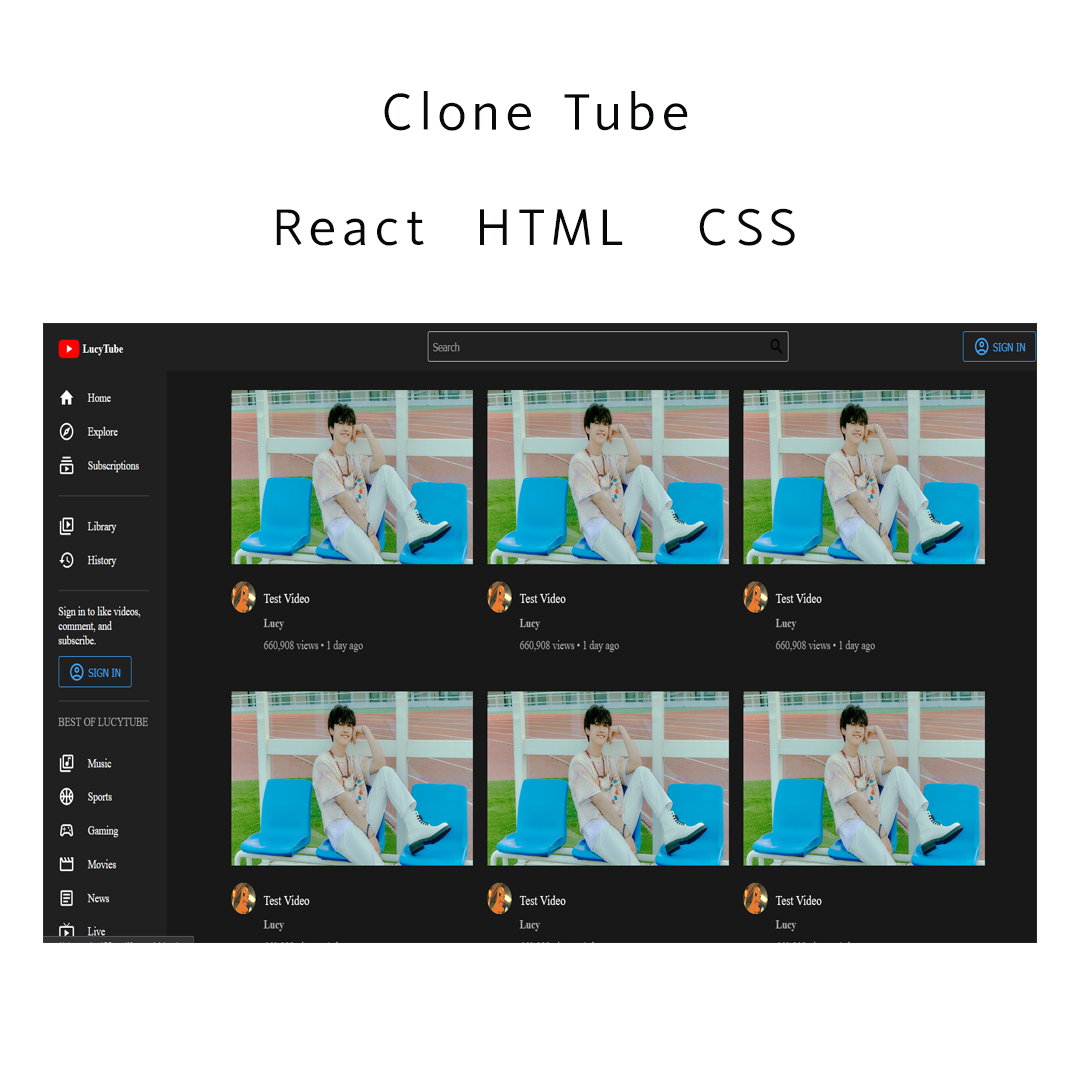 Clone Tube
React HTML CSS
LucyTube
Search
SIGN IN
Home
Explore
Subscriptions
Library
History
Sign in to like videos,
comment, and
subscribe.
SIGN IN
BEST OF LUCYTUBE
Music
Sports
Gaming
Movies
News
Live
Test Video Test Video Test Video
Lucy Lucy Lucy
660,908 views • 1 day ago 660,908 views • 1 day ago 660,908 views • 1 day ago
Test Video Test Video Test Video
Lucy Lucy Lucy